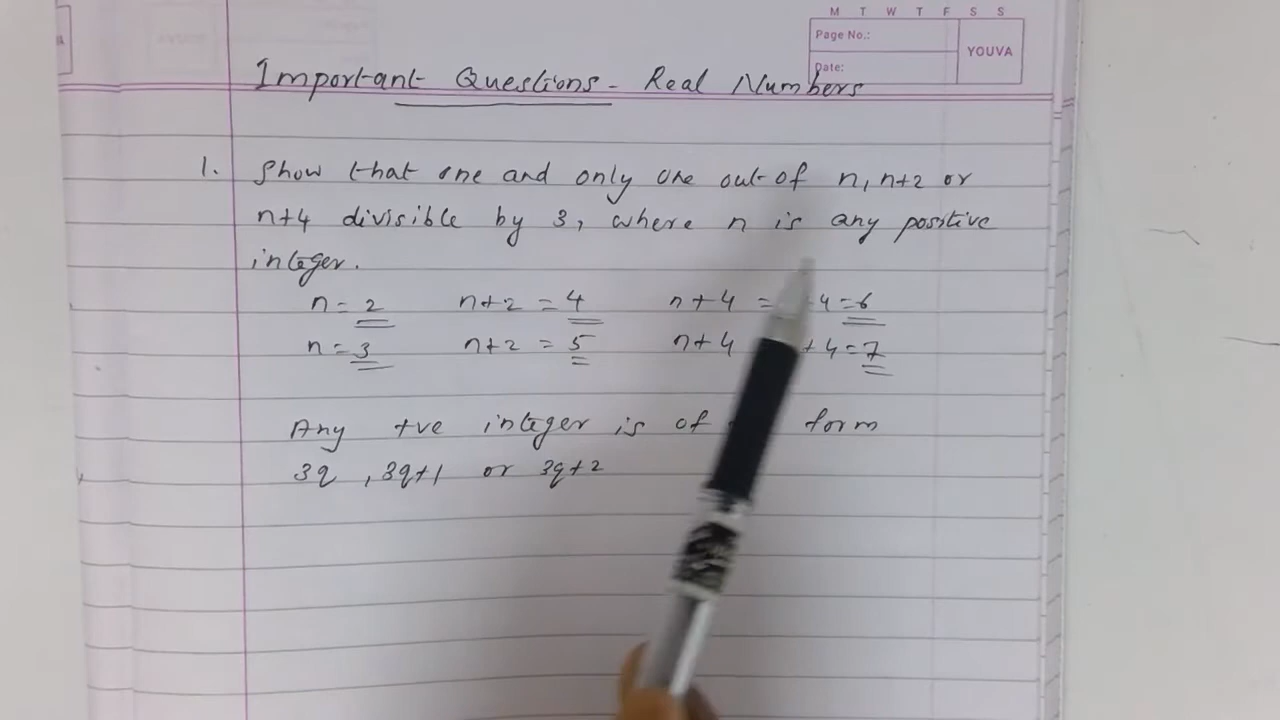 M T W T F S S
Page No.:
YOUVA
Date:
Important Questions - Real Numbers
1. Show that one and only one out of n, n+2 or
n+4 divisible by 3, where n is any positive
integer.
n = 2 n+2 = 4 n+4 = +4 = 6
n = 3 n+2 = 5 n+4 +4 = 7
Any +ve integer is of form
3q , 3q+1 or 3q+2